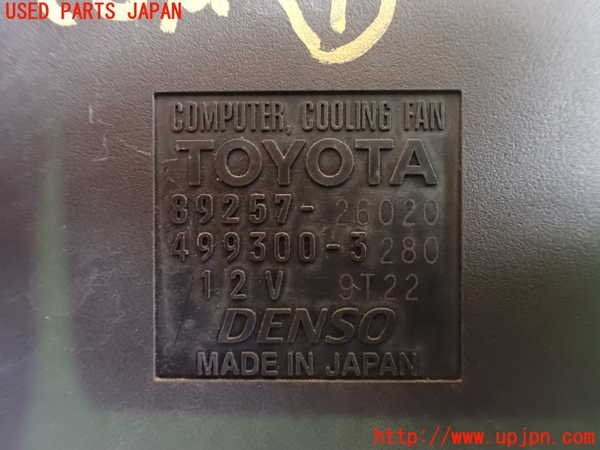 USED PARTS JAPAN
1
COMPUTER, COOLING FAN
TOYOTA
89257-26020
499300-3280
12V 9T22
DENSO
MADE IN JAPAN
http://www.upjpn.com/